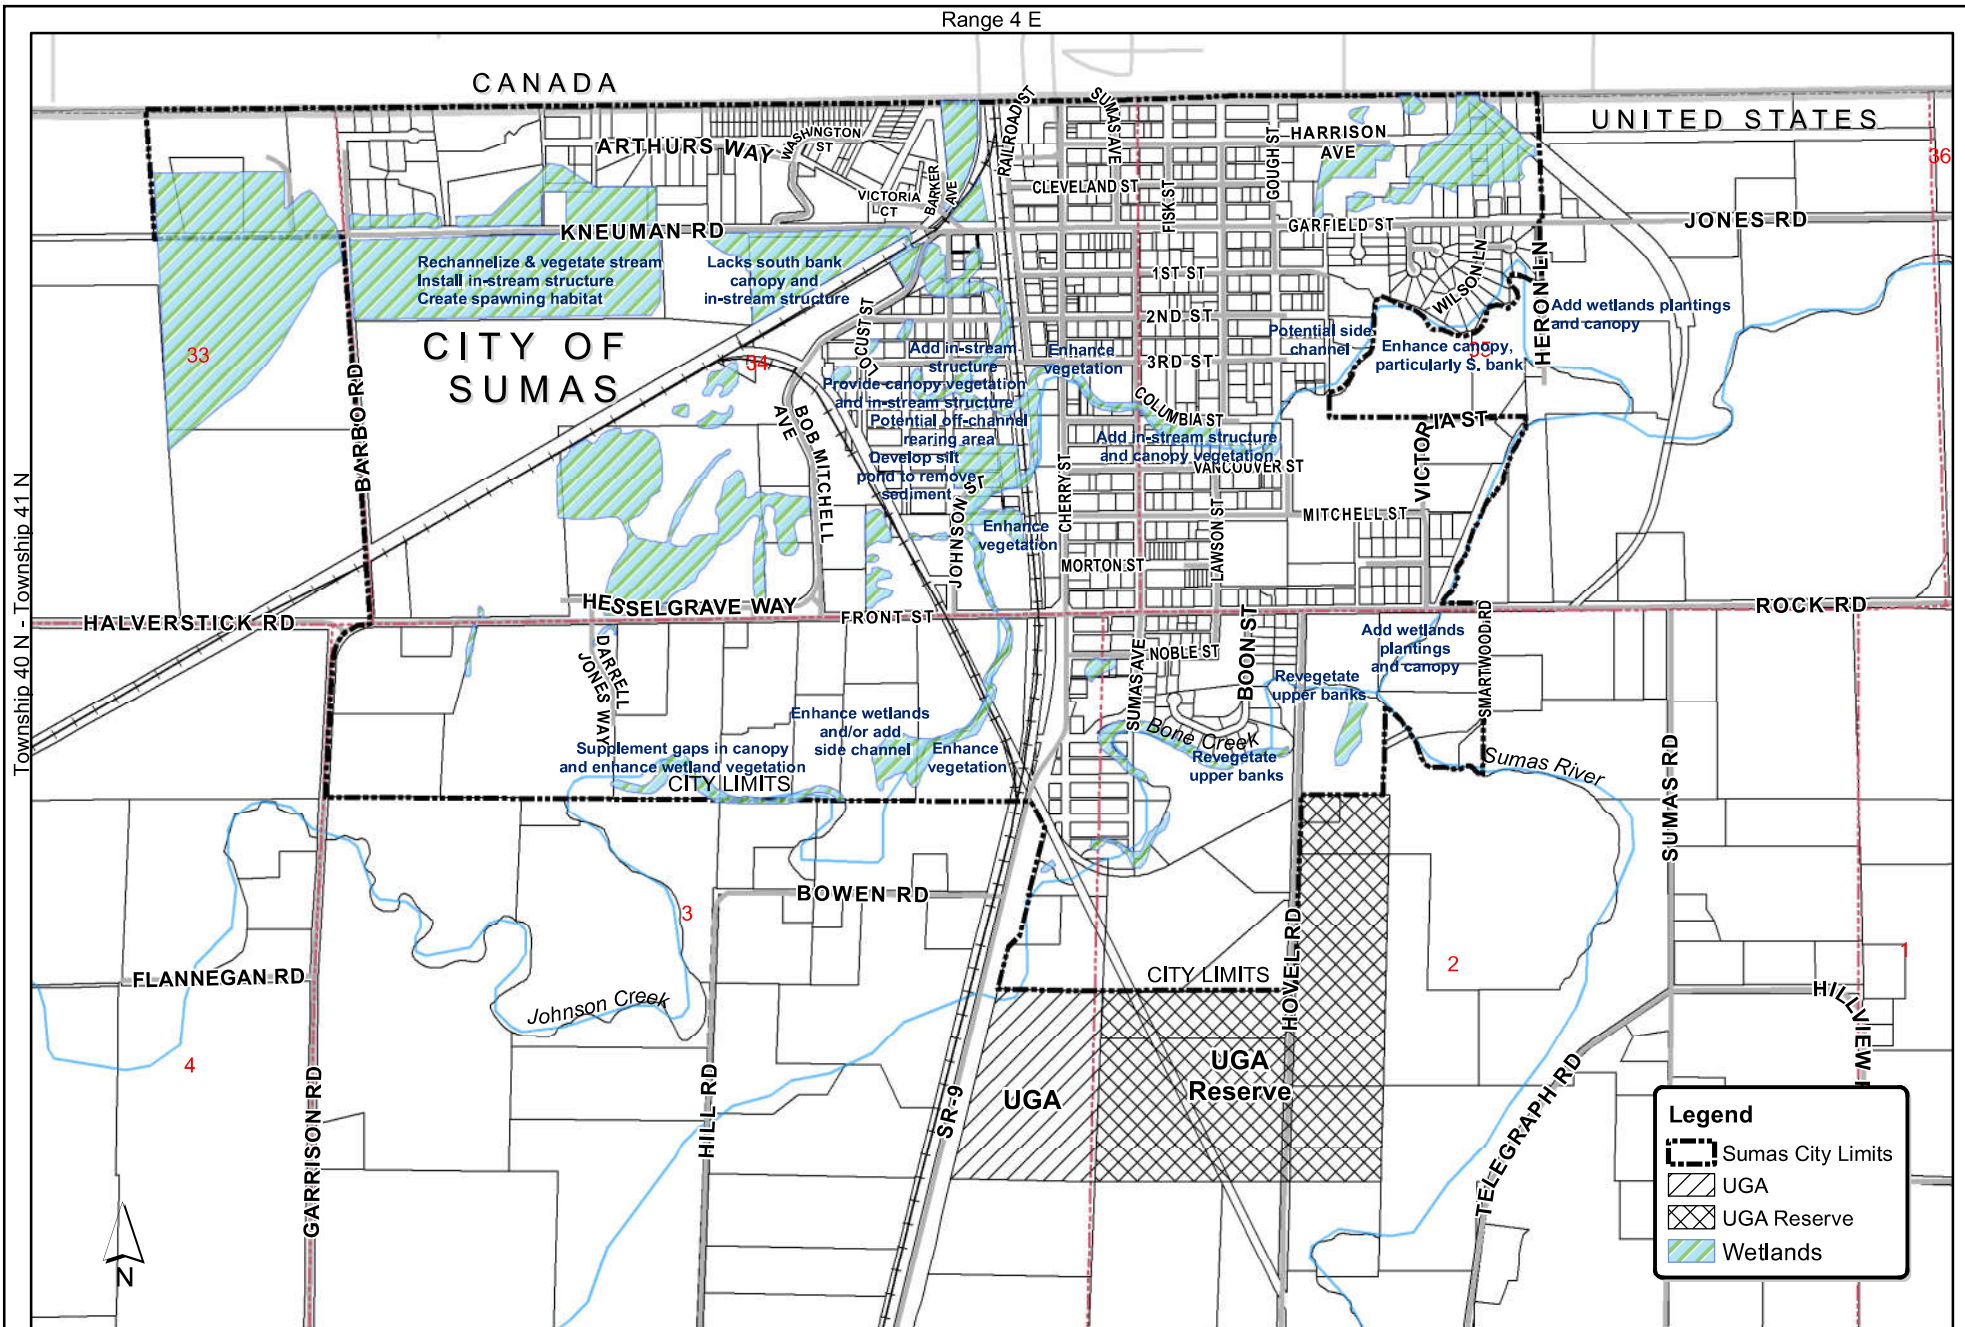 Range 4 E
CANADA
UNITED STATES
36
ARTHURS WAY
WASHINGTON
ST
RAILROAD ST
SUMAS AVE
HARRISON
AVE
CLEVELAND ST
FISK ST
GOUGH ST
VICTORIA
CT
BARKER
AVE
KNEUMAN RD
GARFIELD ST
JONES RD
Rechannelize & vegetate stream
Install in-stream structure
Create spawning habitat
Lacks south bank
canopy and
in-stream structure
1ST ST
WILSON LN
HERON LN
Add wetlands plantings
and canopy
CITY OF
SUMAS
33
34
LOCUST ST
2ND ST
3RD ST
Potential side
channel
35
Enhance canopy,
particularly S. bank
Add in-stream
structure
Enhance
vegetation
Provide canopy vegetation
and in-stream structure
Potential off-channel
rearing area
Develop silt
pond to remove
sediment
COLUMBIA ST
Add in-stream structure
and canopy vegetation
VANCOUVER ST
VICTORIA ST
BARBO RD
BOB MITCHELL
AVE
JOHNSON ST
CHERRY ST
LAWSON ST
MITCHELL ST
Enhance
vegetation
MORTON ST
Township 40 N - Township 41 N
HALVERSTICK RD
HESSELGRAVE WAY
FRONT ST
ROCK RD
DARRELL
JONES WAY
NOBLE ST
SUMAS AVE
BOON ST
SMARTWOOD RD
Add wetlands
plantings
and canopy
Revegetate
upper banks
Enhance wetlands
and/or add
side channel
Enhance
vegetation
Supplement gaps in canopy
and enhance wetland vegetation
CITY LIMITS
Bone Creek
Revegetate
upper banks
Sumas River
SUMAS RD
BOWEN RD
3
2
1
FLANNEGAN RD
Johnson Creek
CITY LIMITS
HOVEL RD
HILLVIEW R
4
GARRISON RD
HILL RD
SR-9
UGA
UGA
Reserve
TELEGRAPH RD
N
Legend
Sumas City Limits
UGA
UGA Reserve
Wetlands